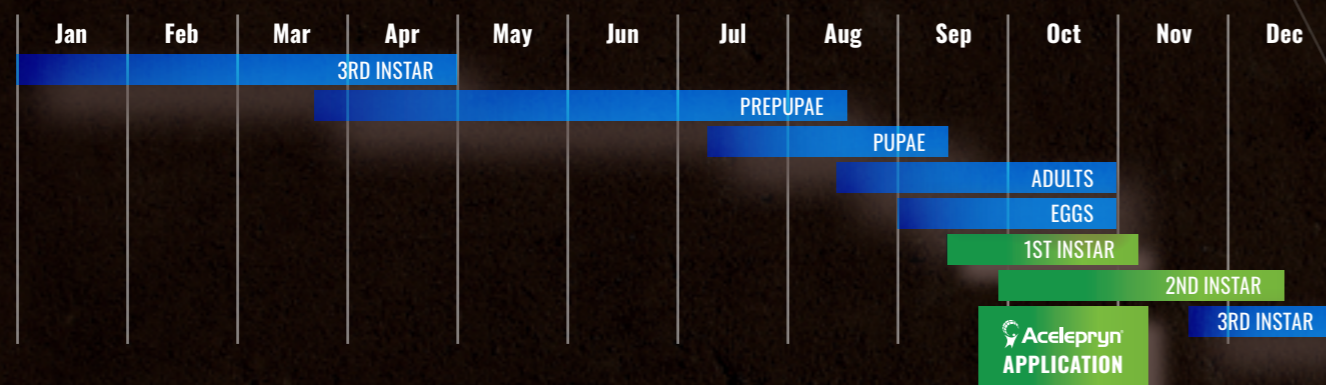 Jan Feb Mar Apr May Jun Jul Aug Sep Oct Nov Dec
3RD INSTAR
PREPUPAE
PUPAE
ADULTS
EGGS
1ST INSTAR
2ND INSTAR
3RD INSTAR
Acelepryn®
APPLICATION